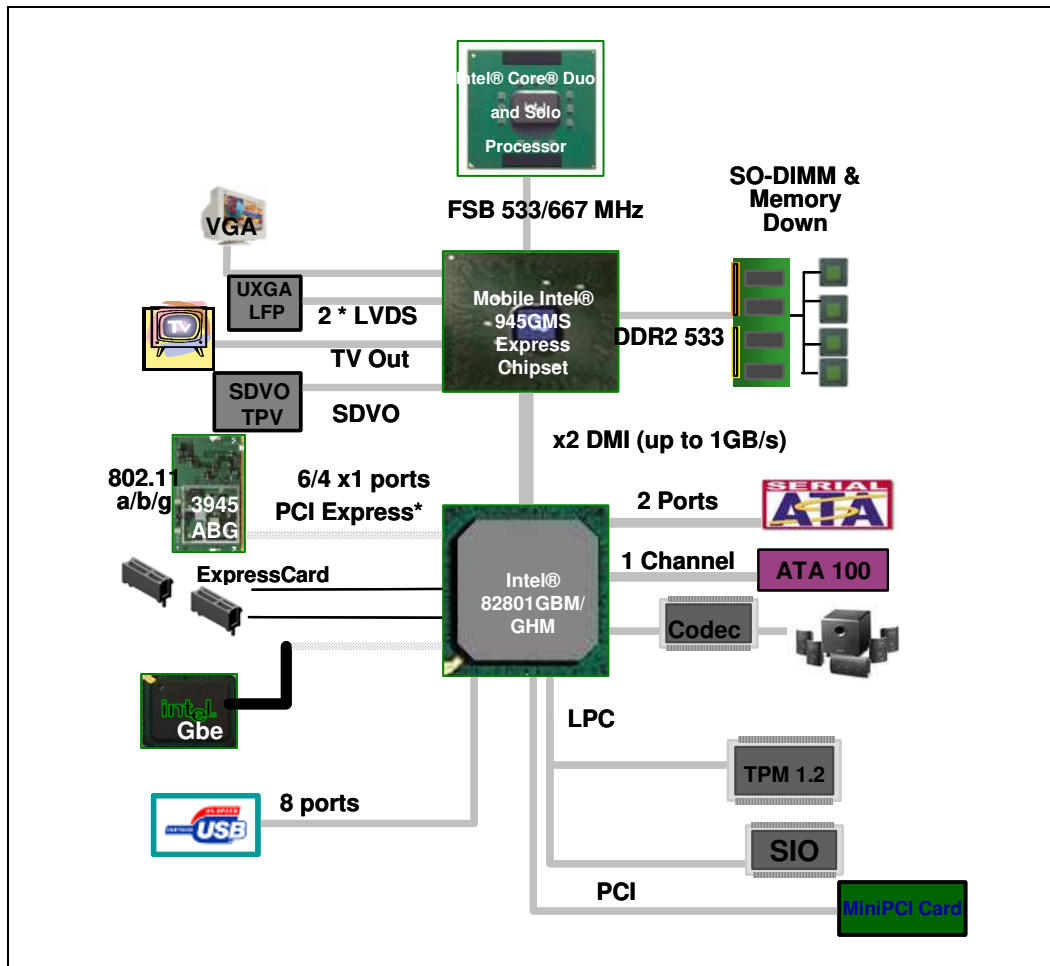 Intel® Core® Duo
and Solo
Processor
FSB 533/667 MHz
SO-DIMM &
Memory
Down
VGA
UXGA
LFP
2 * LVDS
Mobile Intel®
945GMS
Express
Chipset
DDR2 533
TV
TV Out
SDVO
TPV
SDVO
x2 DMI (up to 1GB/s)
802.11
a/b/g
3945
ABG
6/4 x1 ports
PCI Express*
2 Ports
SERIAL
ATA
1 Channel
ATA 100
ExpressCard
Intel®
82801GBM/
GHM
Codec
intel
Gbe
LPC
TPM 1.2
8 ports
USB
SIO
PCI
MiniPCI Card